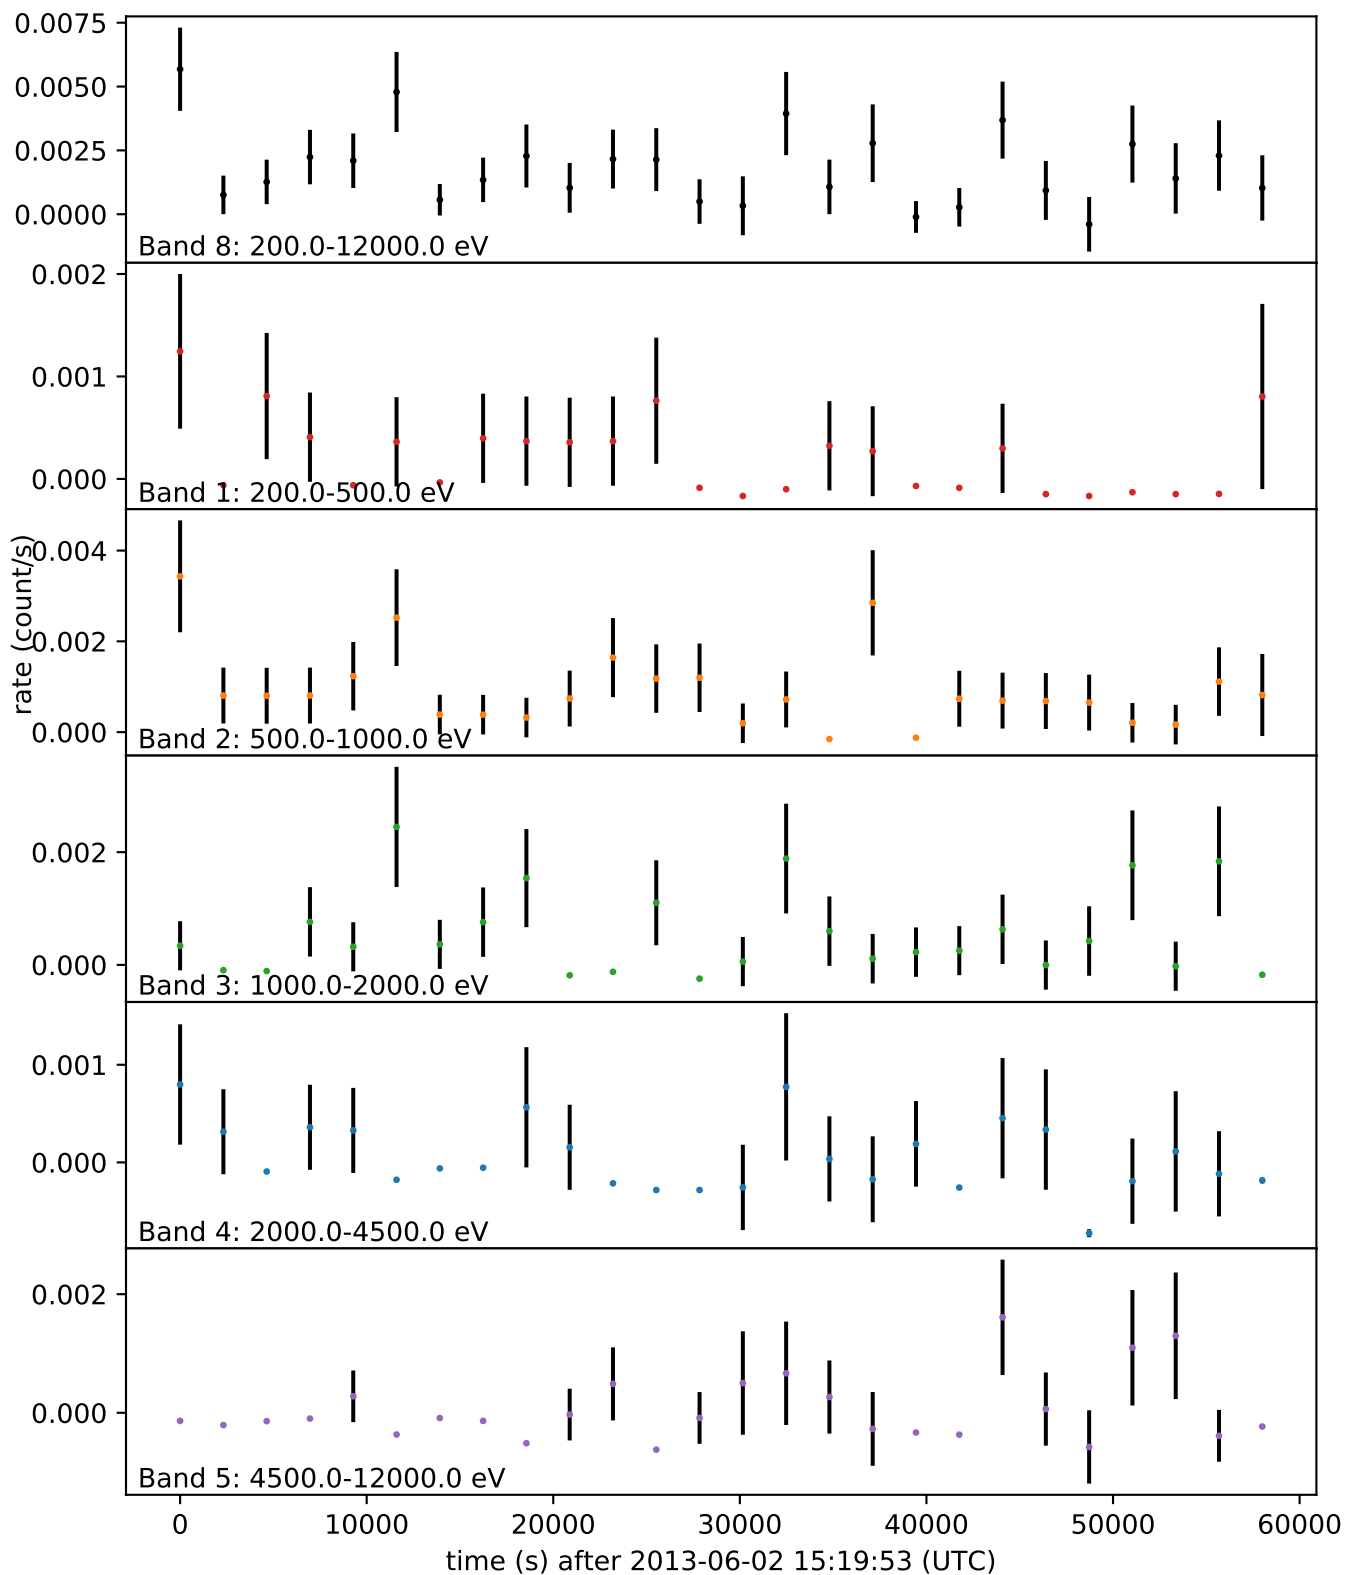 0.0075
0.0050
0.0025
0.0000
Band 8: 200.0-12000.0 eV
0.002
0.001
0.000
Band 1: 200.0-500.0 eV
rate (count/s)
0.004
0.002
0.000
Band 2: 500.0-1000.0 eV
0.002
0.000
Band 3: 1000.0-2000.0 eV
0.001
0.000
Band 4: 2000.0-4500.0 eV
0.002
0.000
Band 5: 4500.0-12000.0 eV
0 10000 20000 30000 40000 50000 60000
time (s) after 2013-06-02 15:19:53 (UTC)